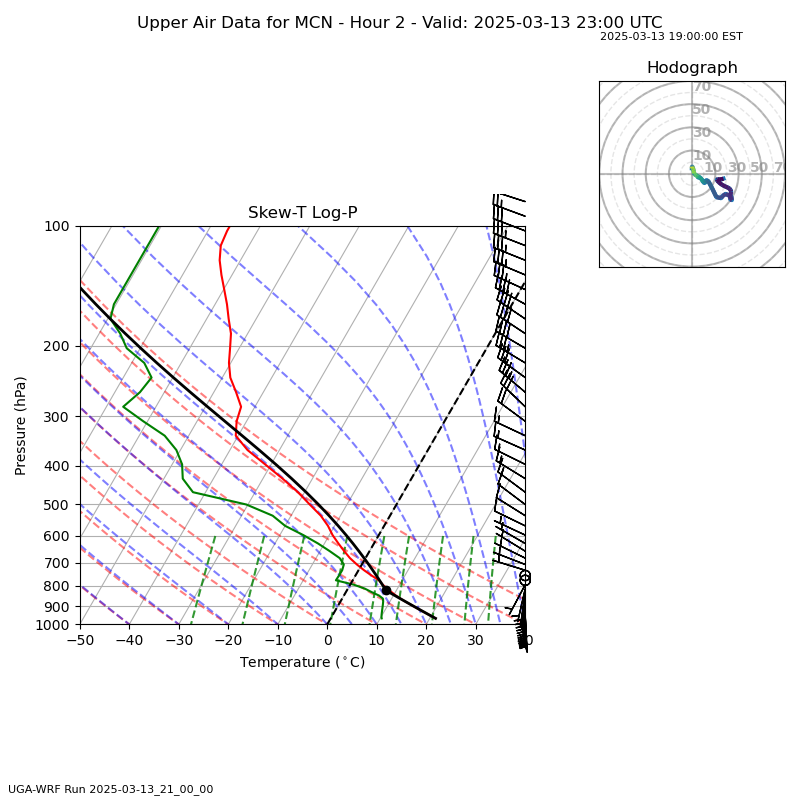 Upper Air Data for MCN - Hour 2 - Valid: 2025-03-13 23:00 UTC
2025-03-13 19:00:00 EST
Hodograph
70
50
30
10
10 30 50 7
Skew-T Log-P
100
200
300
400
500
600
700
800
900
1000
Pressure (hPa)
−50 −40 −30 −20 −10 0 10 20 30 40
Temperature (°C)
UGA-WRF Run 2025-03-13_21_00_00